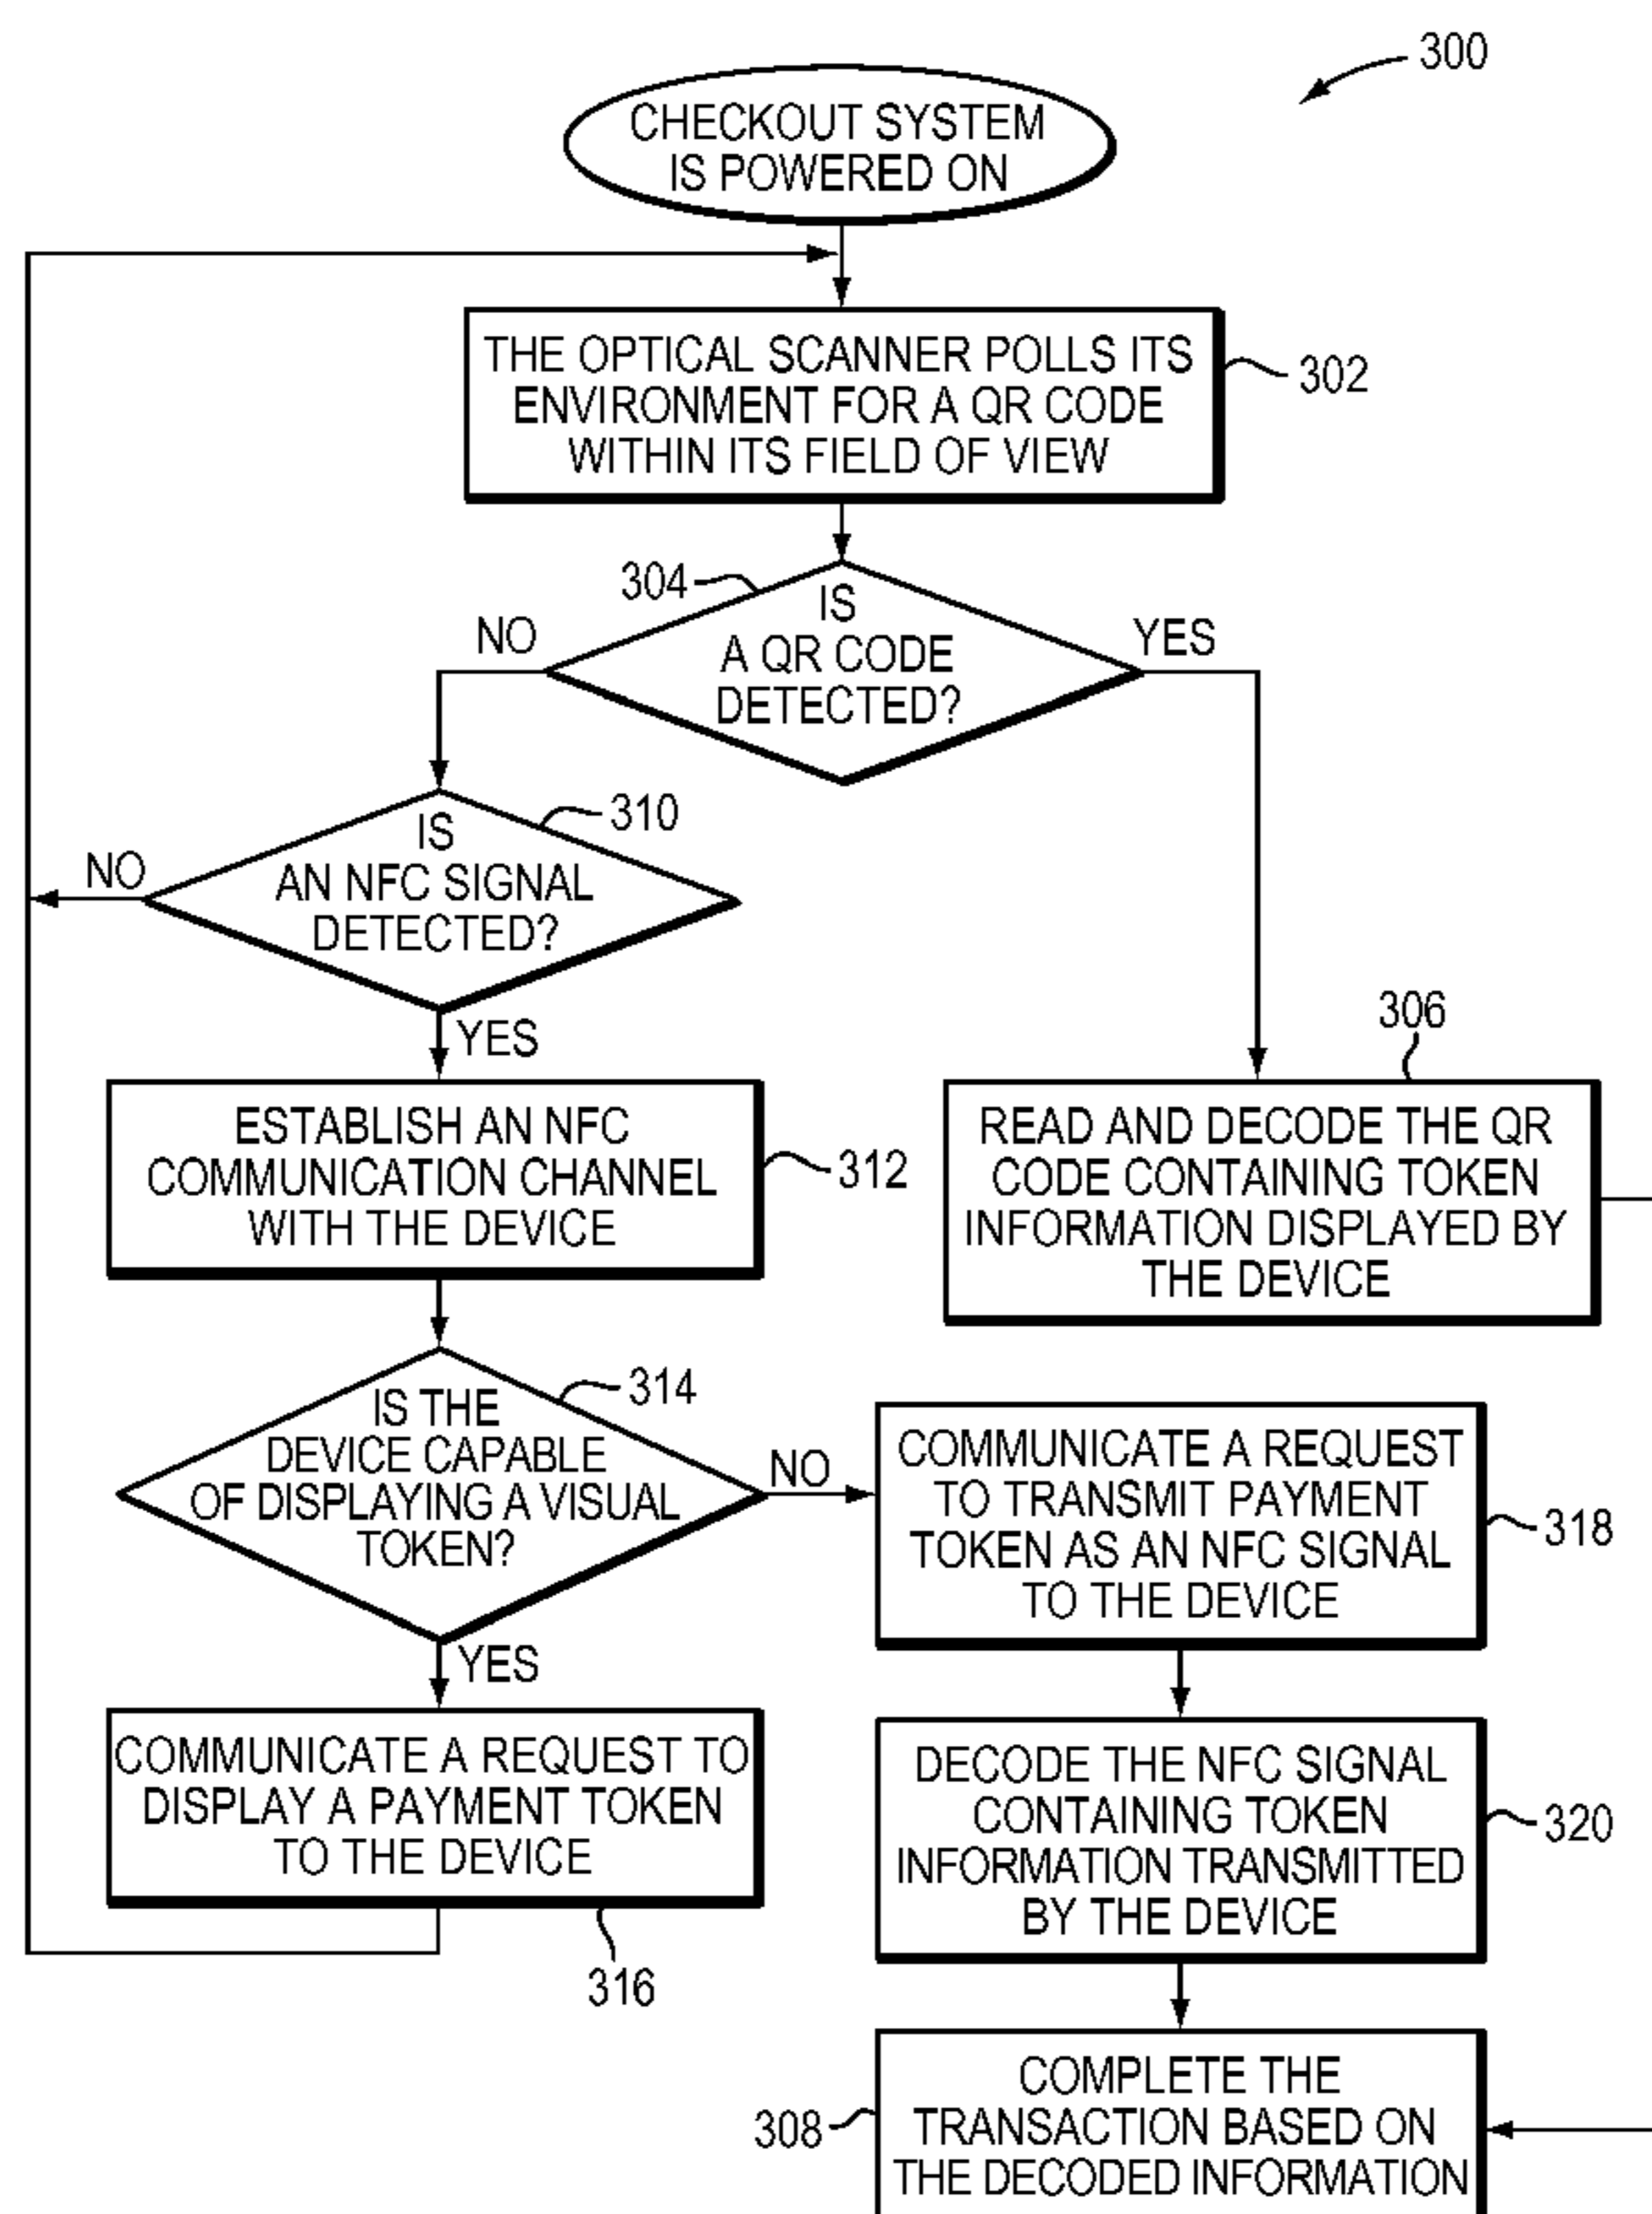 300
CHECKOUT SYSTEM
IS POWERED ON
THE OPTICAL SCANNER POLLS ITS
ENVIRONMENT FOR A QR CODE
WITHIN ITS FIELD OF VIEW
302
304
IS
A QR CODE
DETECTED?
NO
YES
310
IS
AN NFC SIGNAL
DETECTED?
NO
YES
306
ESTABLISH AN NFC
COMMUNICATION CHANNEL
WITH THE DEVICE
312
READ AND DECODE THE QR
CODE CONTAINING TOKEN
INFORMATION DISPLAYED BY
THE DEVICE
314
IS THE
DEVICE CAPABLE
OF DISPLAYING A VISUAL
TOKEN?
NO
YES
COMMUNICATE A REQUEST
TO TRANSMIT PAYMENT
TOKEN AS AN NFC SIGNAL
TO THE DEVICE
318
COMMUNICATE A REQUEST TO
DISPLAY A PAYMENT TOKEN
TO THE DEVICE
316
DECODE THE NFC SIGNAL
CONTAINING TOKEN
INFORMATION TRANSMITTED
BY THE DEVICE
320
308
COMPLETE THE
TRANSACTION BASED ON
THE DECODED INFORMATION